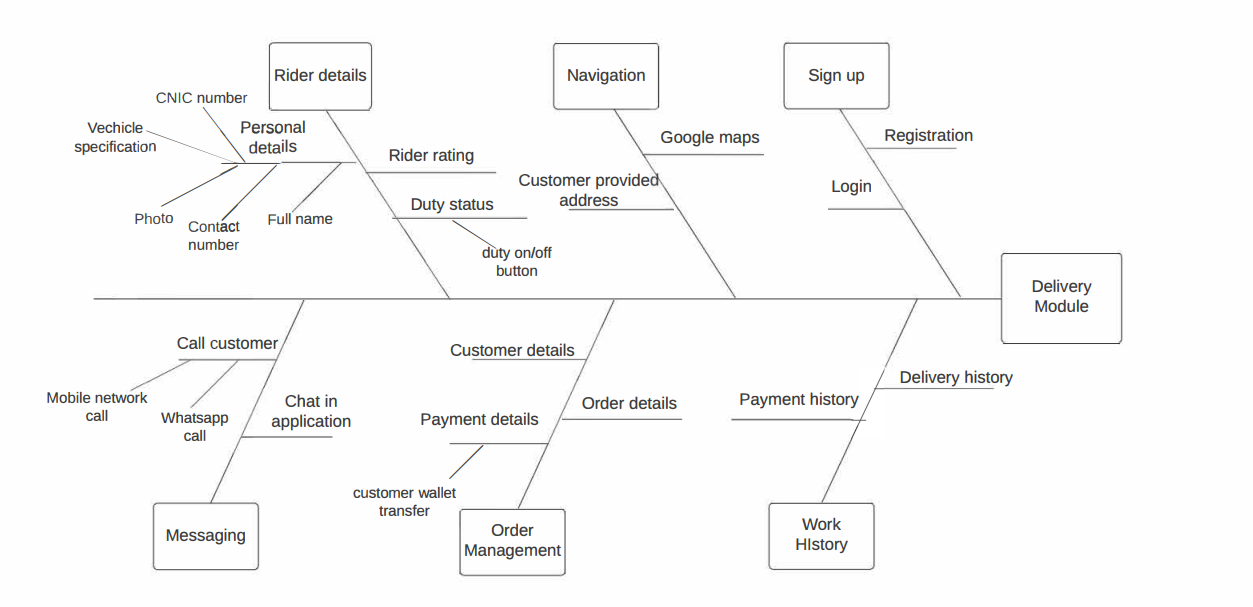 Rider details
Navigation
Sign up
CNIC number
Vechicle
specification
Personal
details
Rider rating
Google maps
Registration
Customer provided
address
Login
Duty status
Photo
Contact
number
Full name
duty on/off
button
Delivery
Module
Call customer
Customer details
Delivery history
Mobile network
call
Whatsapp
call
Chat in
application
Payment details
Order details
Payment history
customer wallet
transfer
Messaging
Order
Management
Work
HIstory